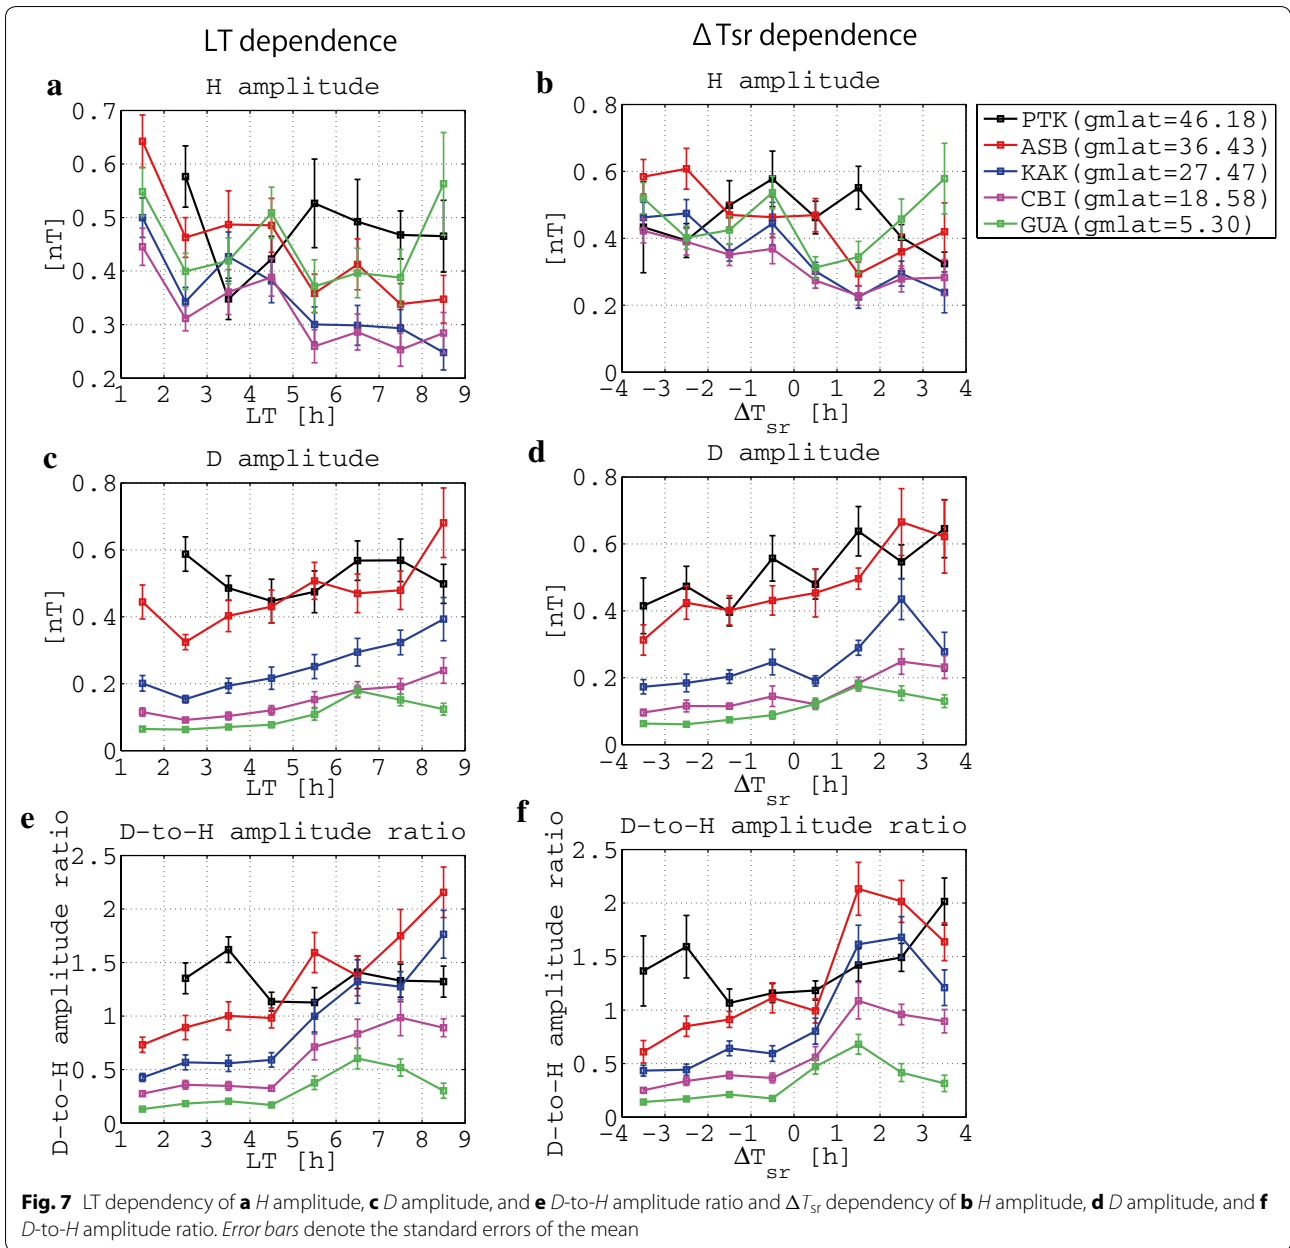 LT dependence
Δ Tsr dependence
a
H amplitude
0.7
0.6
0.5
0.4
0.3
0.2
[nT]
1 2 3 4 5 6 7 8 9
LT [h]
b
H amplitude
0.8
0.6
0.4
0.2
0
[nT]
−4 −3 −2 −1 0 1 2 3 4
ΔTsr [h]
PTK(gmlat=46.18)
ASB(gmlat=36.43)
KAK(gmlat=27.47)
CBI(gmlat=18.58)
GUA(gmlat=5.30)
c
D amplitude
0.8
0.6
0.4
0.2
0
[nT]
1 2 3 4 5 6 7 8 9
LT [h]
d
D amplitude
0.8
0.6
0.4
0.2
0
[nT]
−4 −3 −2 −1 0 1 2 3 4
ΔTsr [h]
e
D−to−H amplitude ratio
2.5
2
1.5
1
0.5
0
D−to−H amplitude ratio
1 2 3 4 5 6 7 8 9
LT [h]
f
D−to−H amplitude ratio
2.5
2
1.5
1
0.5
0
D−to−H amplitude ratio
−4 −3 −2 −1 0 1 2 3 4
ΔTsr [h]
Fig. 7 LT dependency of a H amplitude, c D amplitude, and e D-to-H amplitude ratio and ΔTsr dependency of b H amplitude, d D amplitude, and f
D-to-H amplitude ratio. Error bars denote the standard errors of the mean